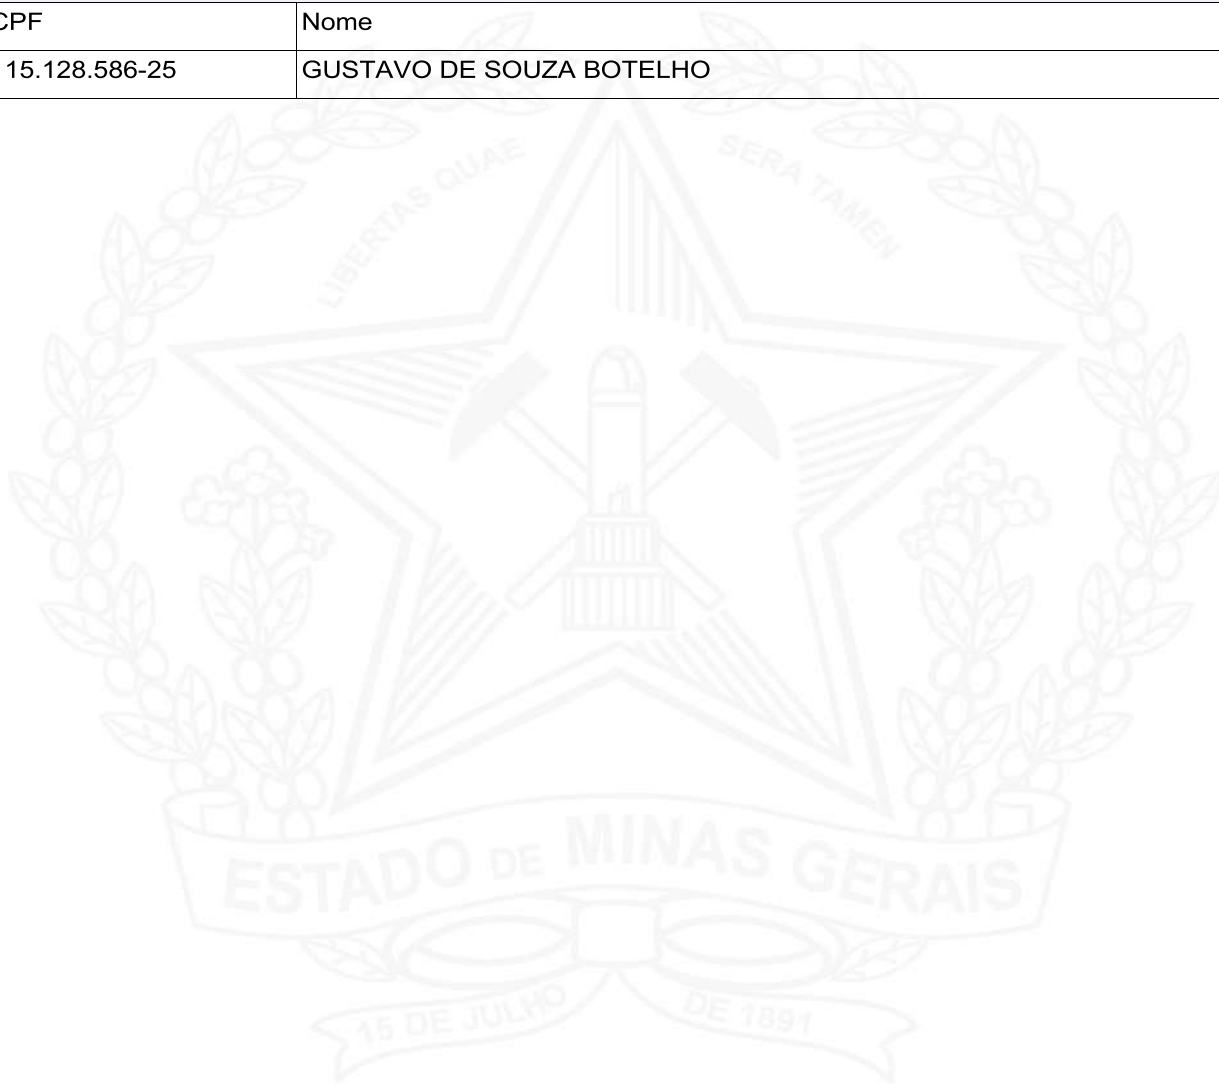 CPF Nome
15.128.586-25 GUSTAVO DE SOUZA BOTELHO
LIBERTAS QUAE SERA TAMEN
ESTADO DE MINAS GERAIS
15 DE JULHO DE 1891